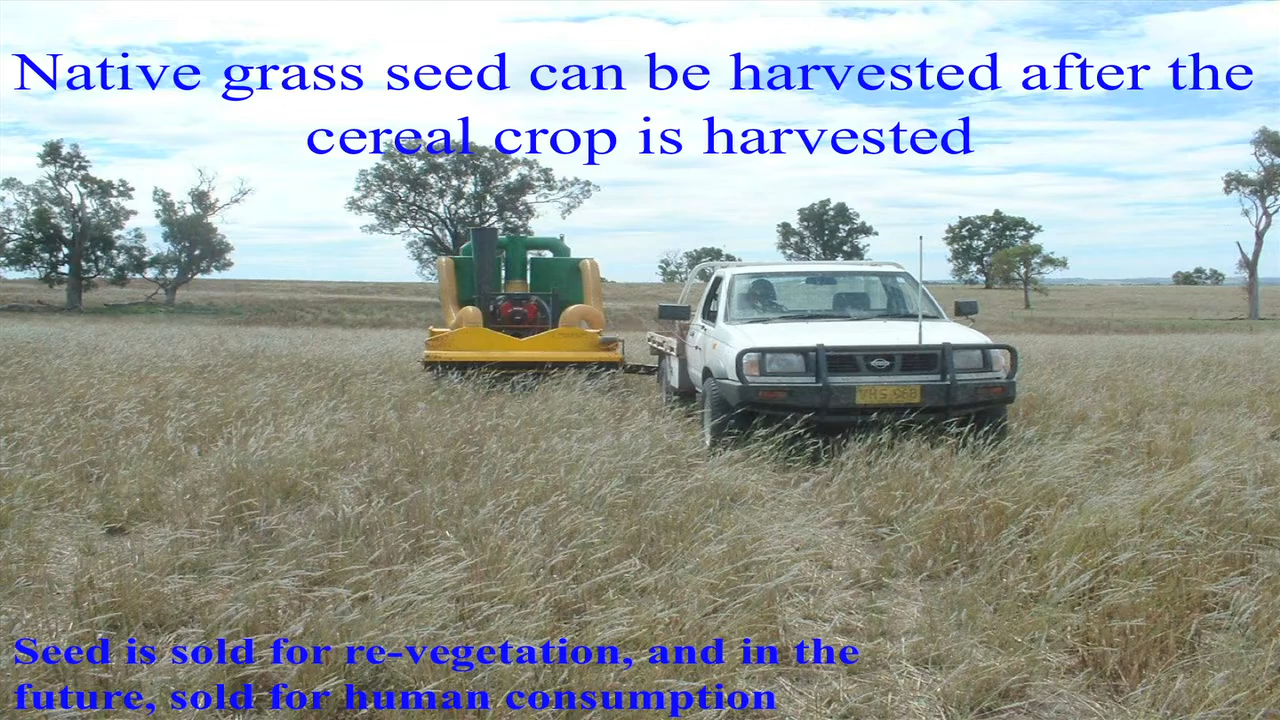 Native grass seed can be harvested after the
cereal crop is harvested
Seed is sold for re-vegetation, and in the
future, sold for human consumption